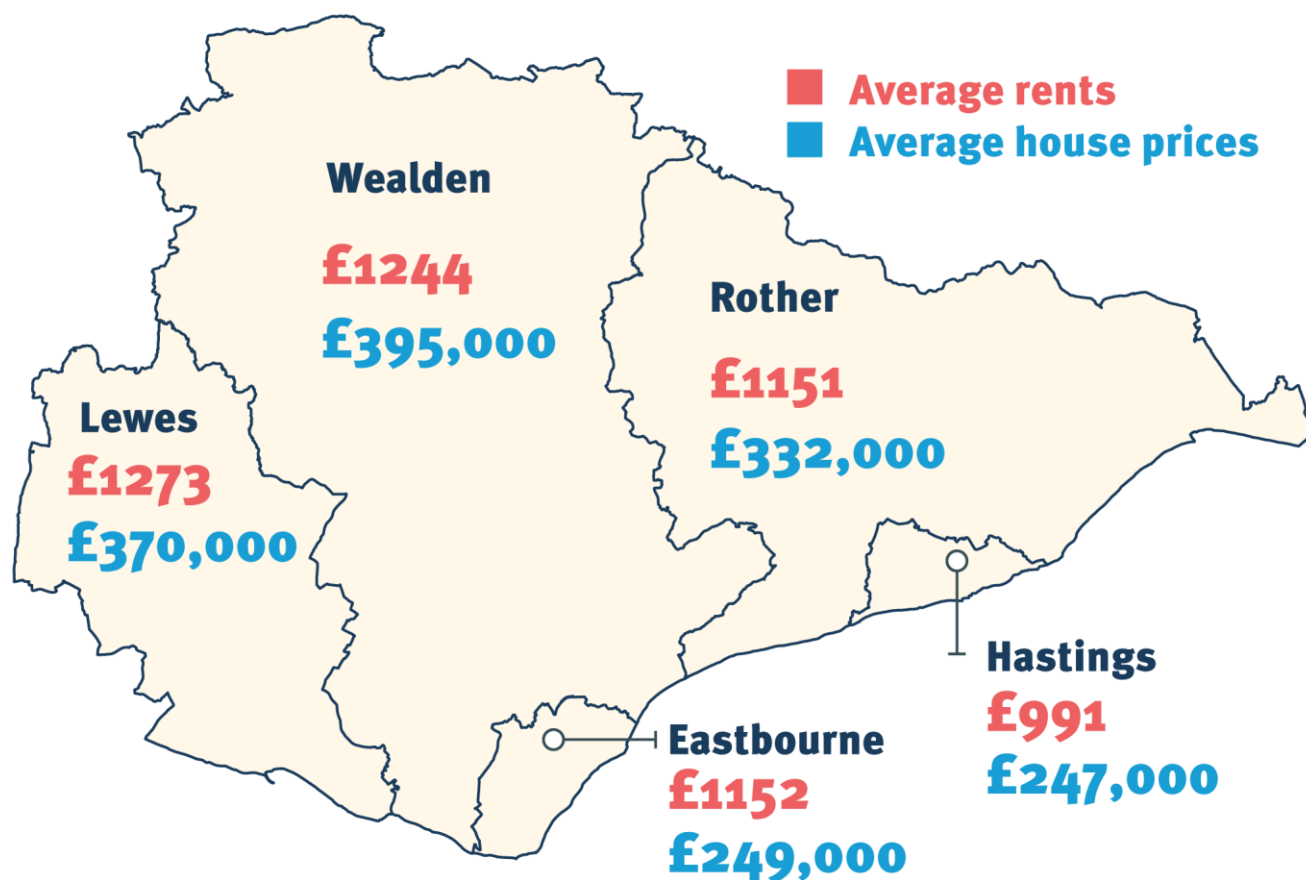 Average rents
Average house prices
Wealden
£1244
£395,000
Rother
£1151
£332,000
Lewes
£1273
£370,000
Hastings
£991
£247,000
Eastbourne
£1152
£249,000